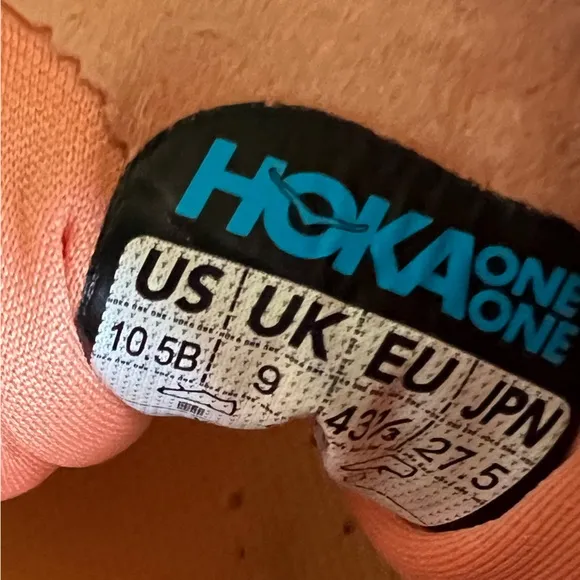 HOKA ONE ONE
US UK EU JPN
10.5B 9 43⅓ 27.5